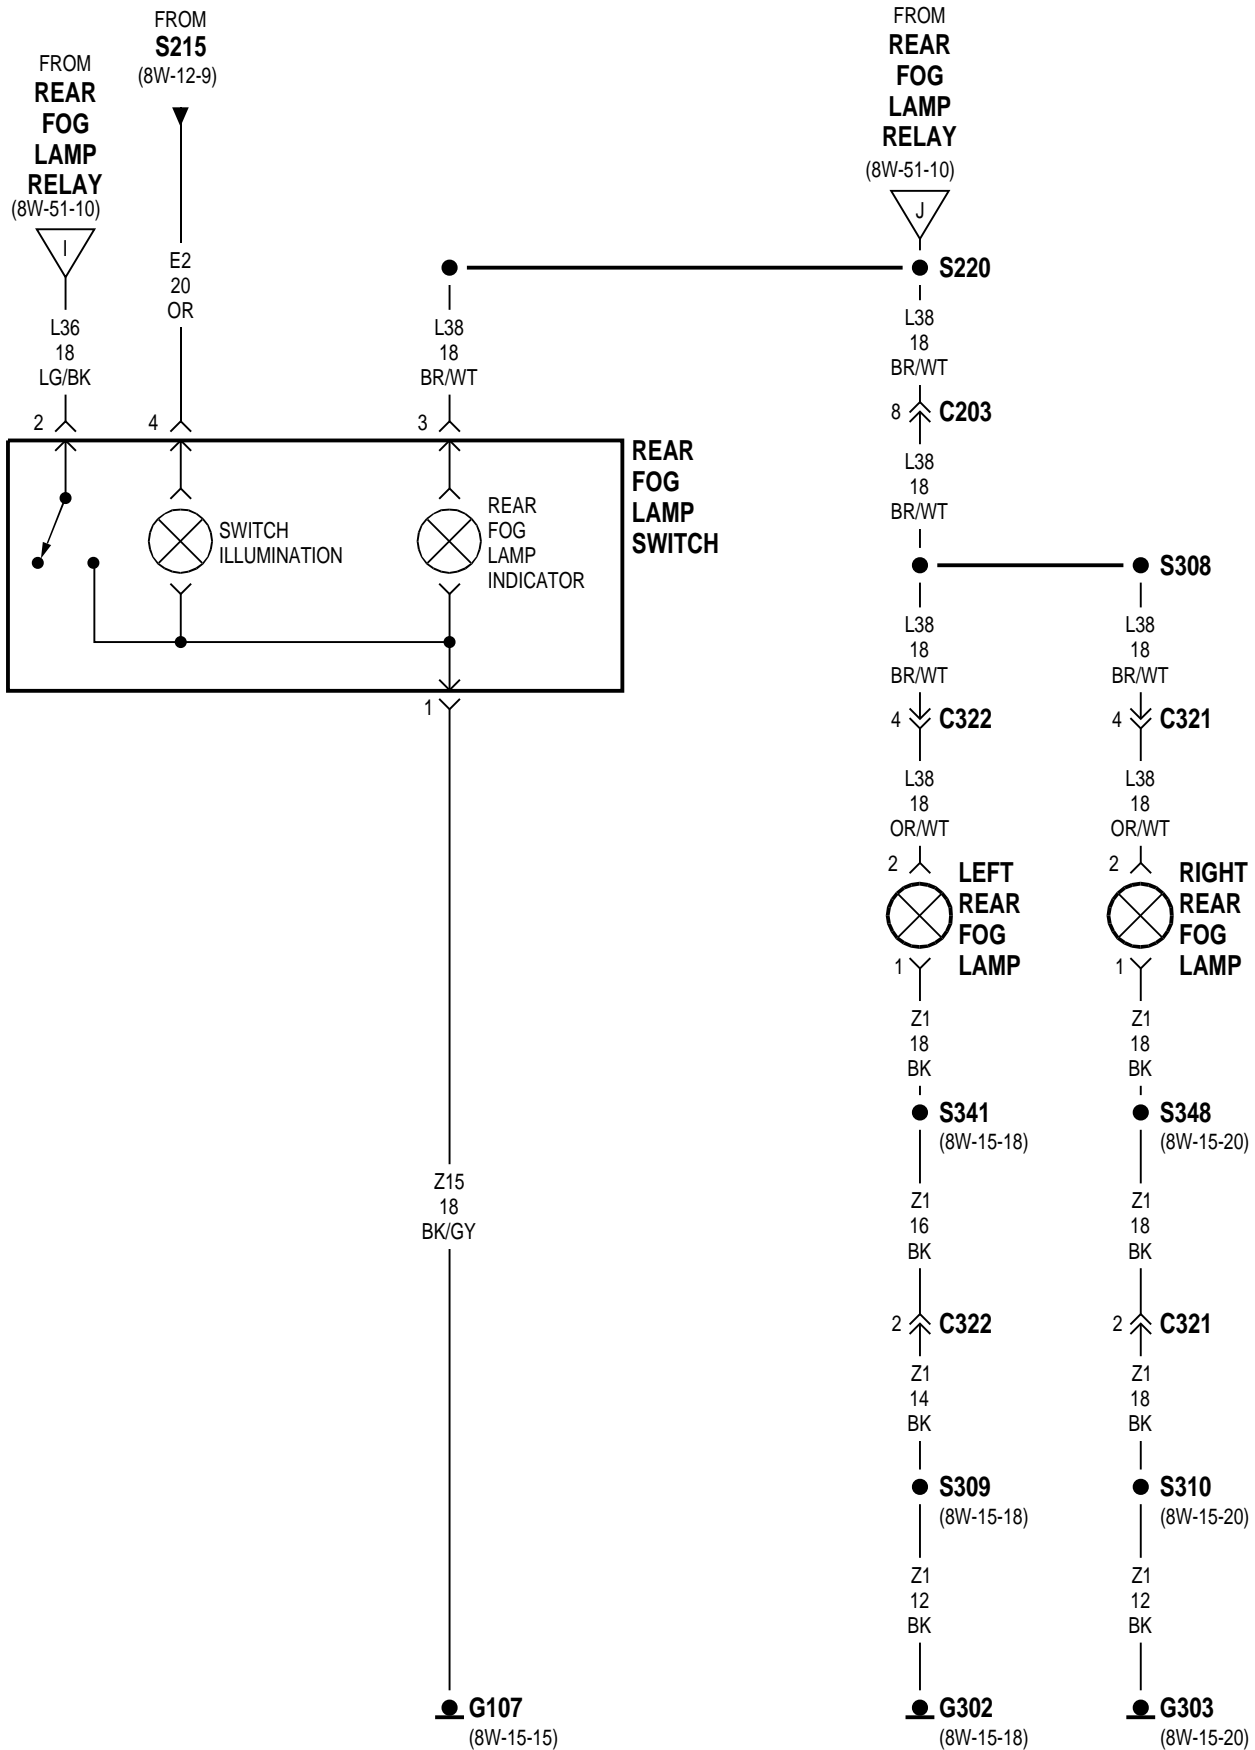 FROM
S215
(8W-12-9)
FROM
REAR
FOG
LAMP
RELAY
(8W-51-10)
I
FROM
REAR
FOG
LAMP
RELAY
(8W-51-10)
J
S220
E2
20
OR
L36
18
LG/BK
L38
18
BR/WT
L38
18
BR/WT
2
4
3
8
C203
REAR
FOG
LAMP
SWITCH
SWITCH
ILLUMINATION
REAR
FOG
LAMP
INDICATOR
L38
18
BR/WT
S308
L38
18
BR/WT
L38
18
BR/WT
1
4
C322
4
C321
L38
18
OR/WT
L38
18
OR/WT
2
LEFT
REAR
FOG
LAMP
1
2
RIGHT
REAR
FOG
LAMP
1
Z1
18
BK
Z1
18
BK
S341
(8W-15-18)
S348
(8W-15-20)
Z15
18
BK/GY
Z1
16
BK
Z1
18
BK
2
C322
2
C321
Z1
14
BK
Z1
18
BK
S309
(8W-15-18)
S310
(8W-15-20)
Z1
12
BK
Z1
12
BK
G107
(8W-15-15)
G302
(8W-15-18)
G303
(8W-15-20)